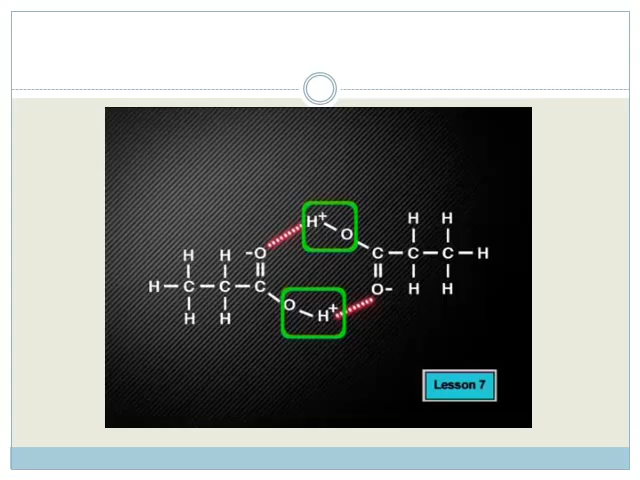 H+
O
H H
-O
H H
C — C — C — H
H — C — C — C
O
O-
H H
H+
H H
Lesson 7